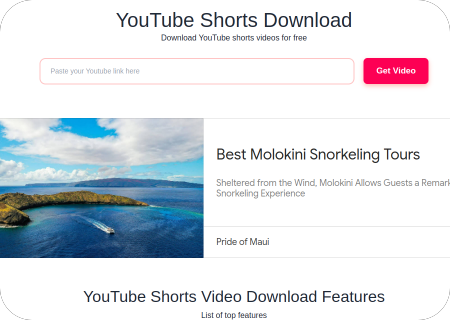 YouTube Shorts Download
Download YouTube shorts videos for free
Paste your Youtube link here
Get Video
Best Molokini Snorkeling Tours
Sheltered from the Wind, Molokini Allows Guests a Remark
Snorkeling Experience
Pride of Maui
YouTube Shorts Video Download Features
List of top features